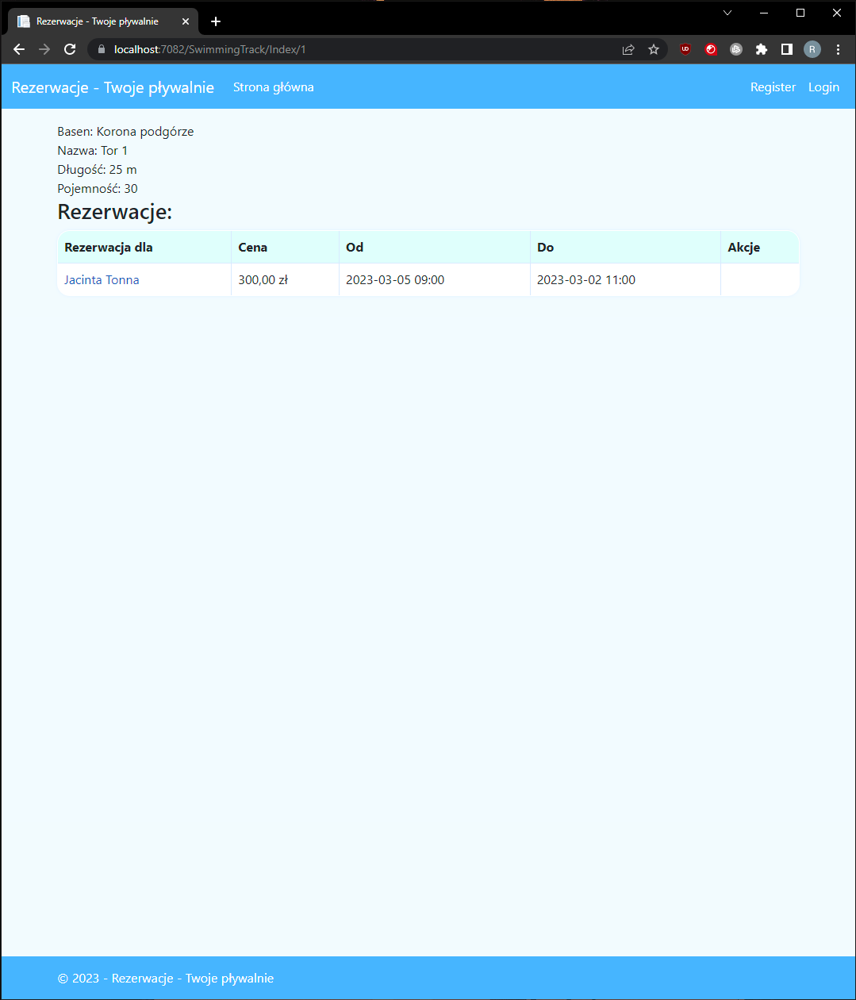 Rezerwacje - Twoje pływalnie
localhost:7082/SwimmingTrack/Index/1
R
Rezerwacje - Twoje pływalnie Strona główna Register Login
Basen: Korona podgórze
Nazwa: Tor 1
Długość: 25 m
Pojemność: 30
Rezerwacje:
Rezerwacja dla Cena Od Do Akcje
Jacinta Tonna 300,00 zł 2023-03-05 09:00 2023-03-02 11:00
© 2023 - Rezerwacje - Twoje pływalnie